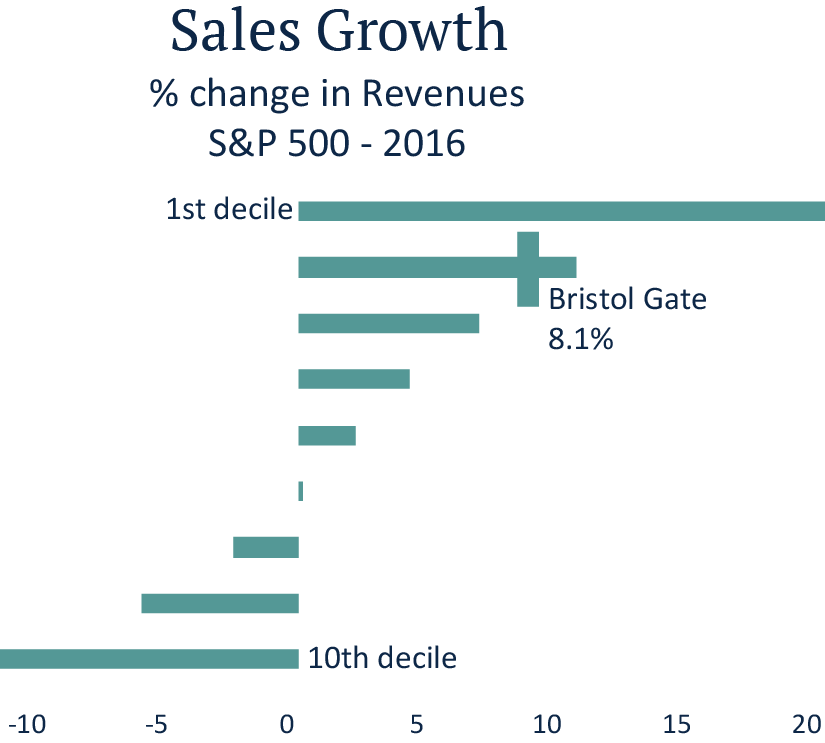 Sales Growth
% change in Revenues
S&P 500 - 2016
1st decile
Bristol Gate
8.1%
10th decile
-10 -5 0 5 10 15 20